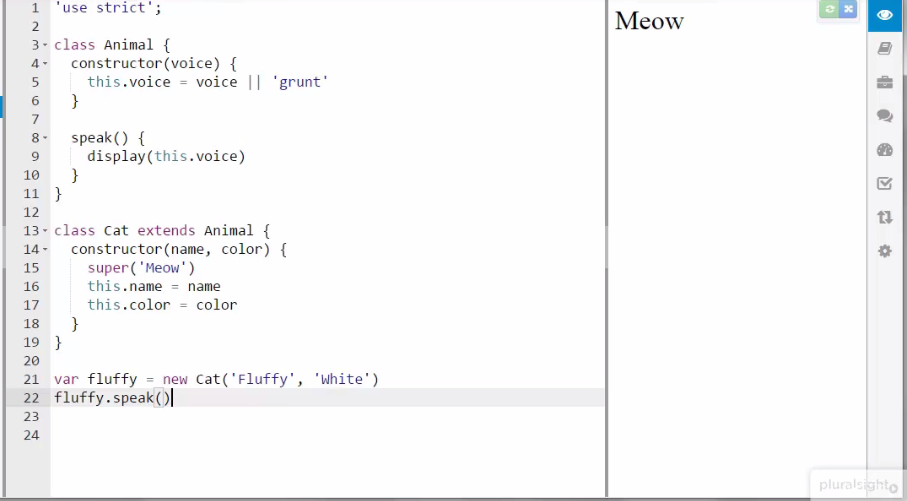 1 'use strict';
2
3 class Animal {
4 constructor(voice) {
5 this.voice = voice || 'grunt'
6 }
7
8 speak() {
9 display(this.voice)
10 }
11 }
12
13 class Cat extends Animal {
14 constructor(name, color) {
15 super('Meow')
16 this.name = name
17 this.color = color
18 }
19 }
20
21 var fluffy = new Cat('Fluffy', 'White')
22 fluffy.speak()
23
24
Meow
pluralsight